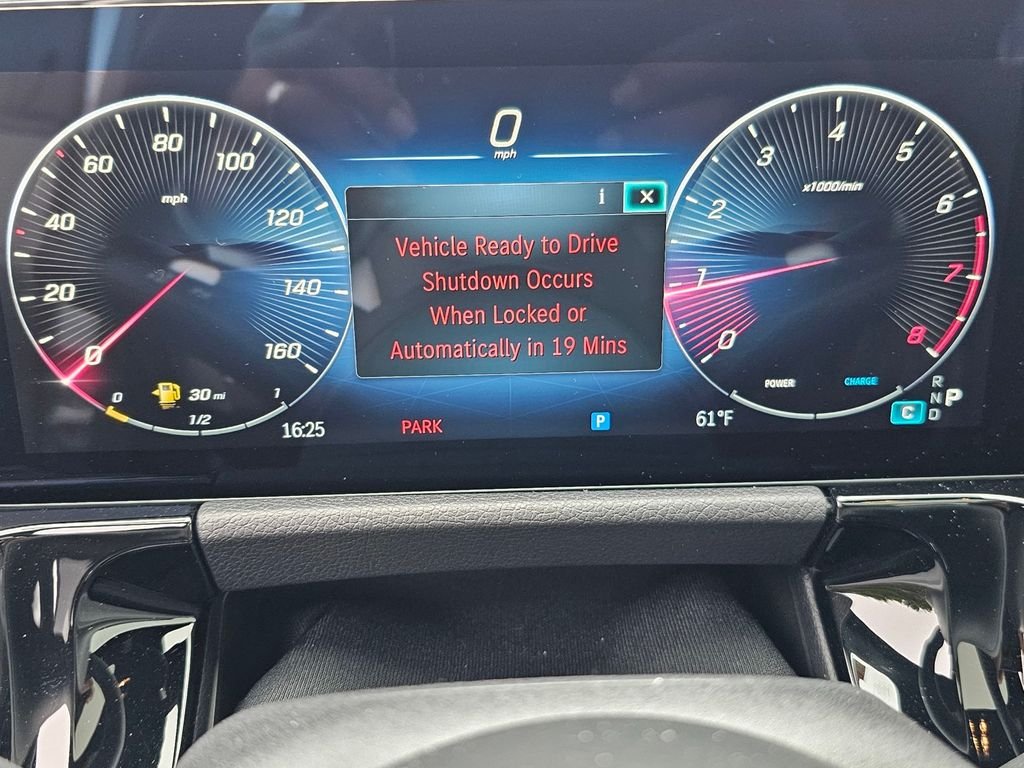 0
mph
i X
Vehicle Ready to Drive
Shutdown Occurs
When Locked or
Automatically in 19 Mins
0
20
40
60
80
100
120
140
160
mph
0
1/2
1
30 mi
16:25
PARK
P
61°F
0
1
2
3
4
5
6
7
8
x1000/min
POWER
CHARGE
C
R
N P
D